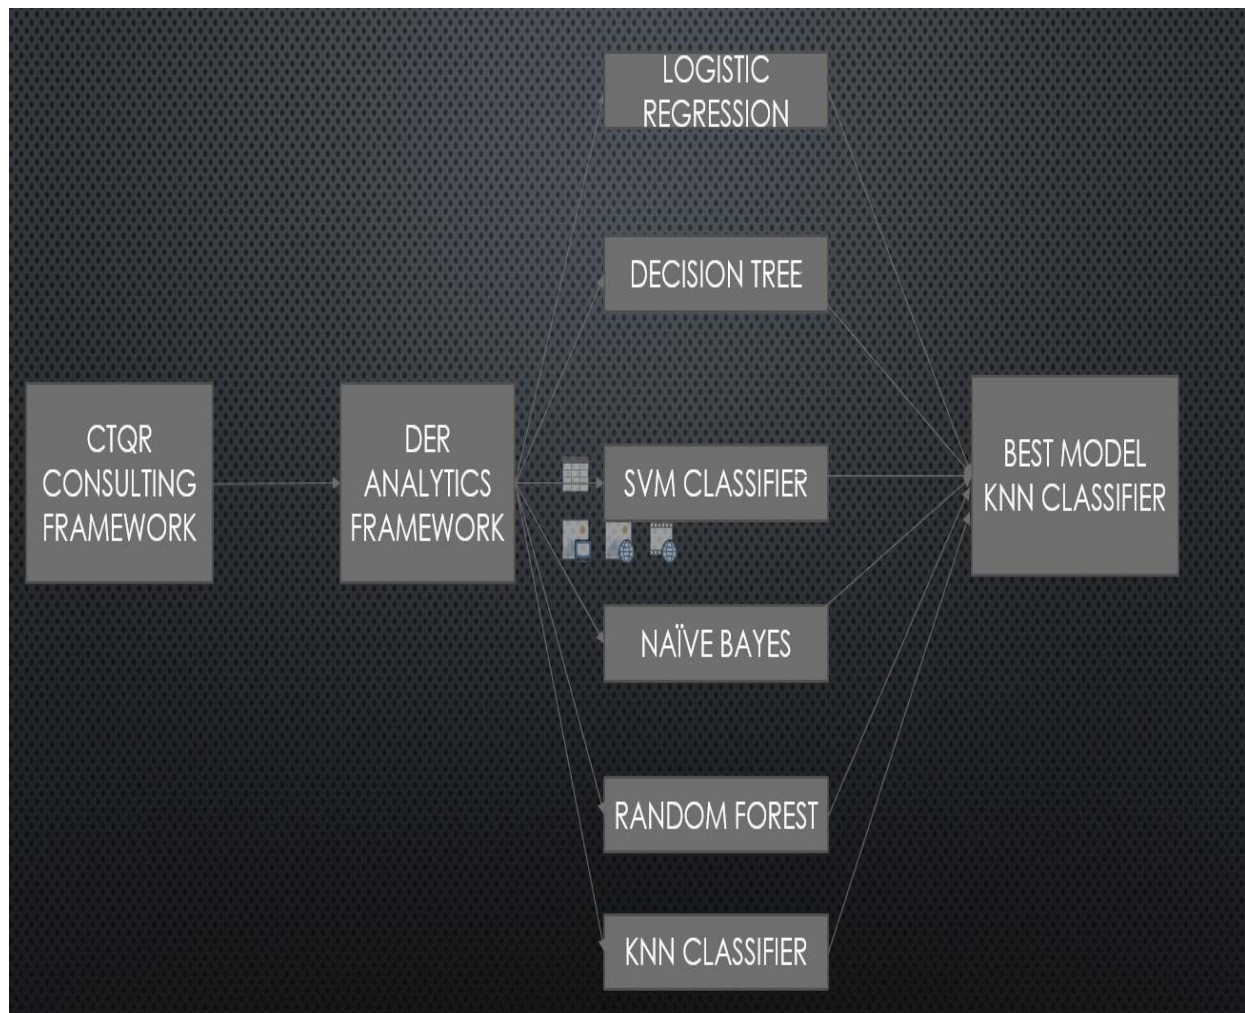 CTQR
CONSULTING
FRAMEWORK
DER
ANALYTICS
FRAMEWORK
LOGISTIC
REGRESSION
DECISION TREE
SVM CLASSIFIER
NAÏVE BAYES
RANDOM FOREST
KNN CLASSIFIER
BEST MODEL
KNN CLASSIFIER